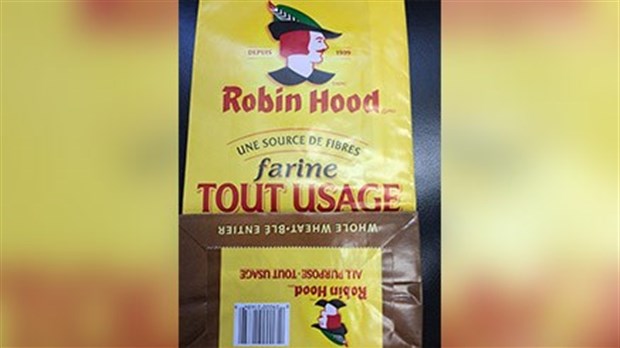 DEPUIS 1909
Robin Hood
UNE SOURCE DE FIBRES
farine
TOUT USAGE
WHOLE WHEAT • BLÉ ENTIER
ALL PURPOSE • TOUT USAGE
Robin Hood